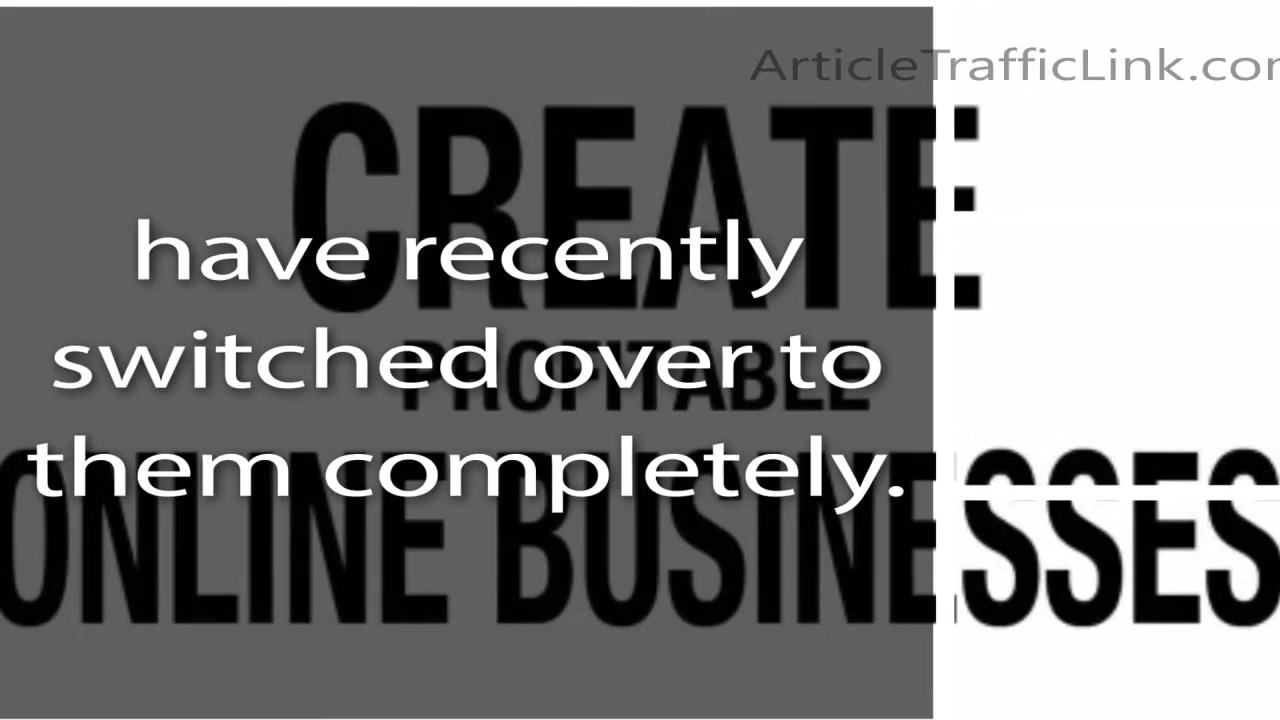 ArticleTrafficLink.com
CREATE
have recently
switched over to
PROFITABLE
them completely.
ONLINE BUSINESSES